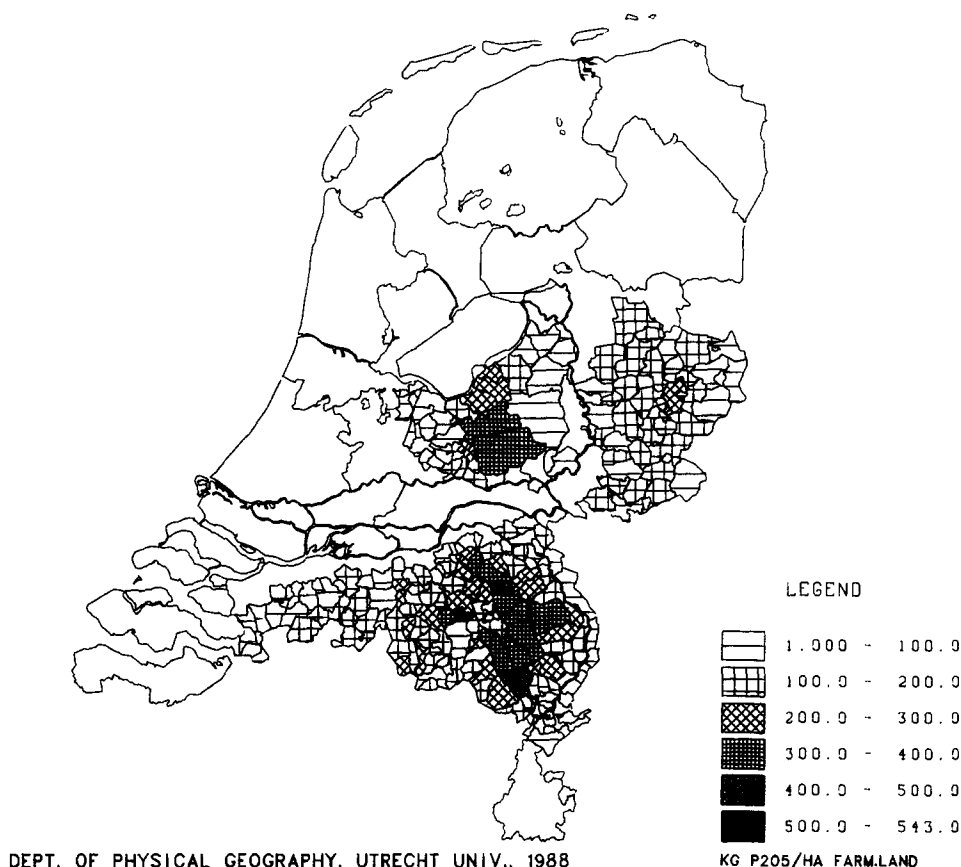 LEGEND
1.000 - 100.0
100.0 - 200.0
200.0 - 300.0
300.0 - 400.0
400.0 - 500.0
500.0 - 543.0
DEPT. OF PHYSICAL GEOGRAPHY, UTRECHT UNIV., 1988
KG P205/HA FARM.LAND